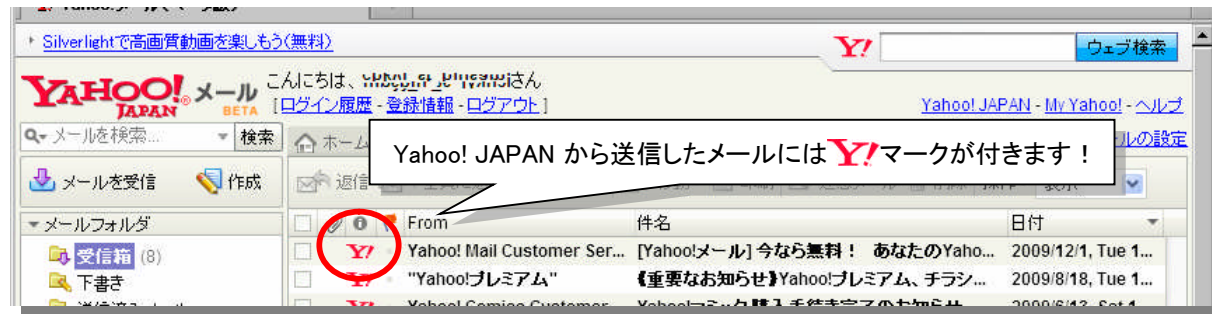 Silverlightで高画質動画を楽しもう(無料)
Y! ウェブ検索
YAHOO! JAPAN メール BETA
こんにちは、さん
[ログイン履歴 - 登録情報 - ログアウト]
Yahoo! JAPAN - My Yahoo! - ヘルプ
メールを検索... 検索 ホーム ルの設定
Yahoo! JAPAN から送信したメールには Y! マークが付きます！
メールを受信 作成 返信
メールフォルダ From 件名 日付
受信箱 (8) Y! Yahoo! Mail Customer Ser... [Yahoo!メール] 今なら無料！ あなたのYaho... 2009/12/1, Tue 1...
下書き Y! "Yahoo!プレミアム" 《重要なお知らせ》Yahoo!プレミアム、チラシ... 2009/8/18, Tue 1...